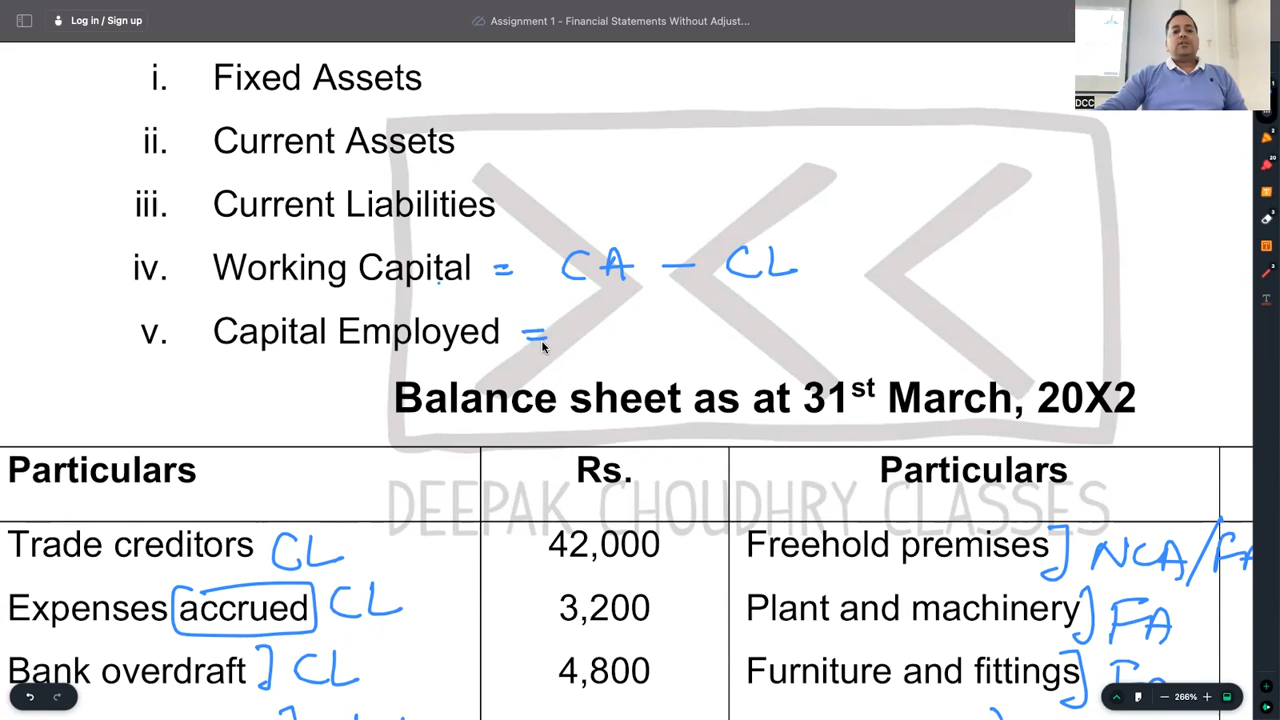 Log in / Sign up
Assignment 1 - Financial Statements Without Adjust...
DCC
i. Fixed Assets
ii. Current Assets
iii. Current Liabilities
iv. Working Capital = CA - CL
v. Capital Employed =
Balance sheet as at 31st March, 20X2
Particulars Rs. Particulars
DEEPAK CHOUDHRY CLASSES
Trade creditors CL 42,000 Freehold premises NCA/FA
Expenses accrued CL 3,200 Plant and machinery FA
Bank overdraft CL 4,800 Furniture and fittings
266%